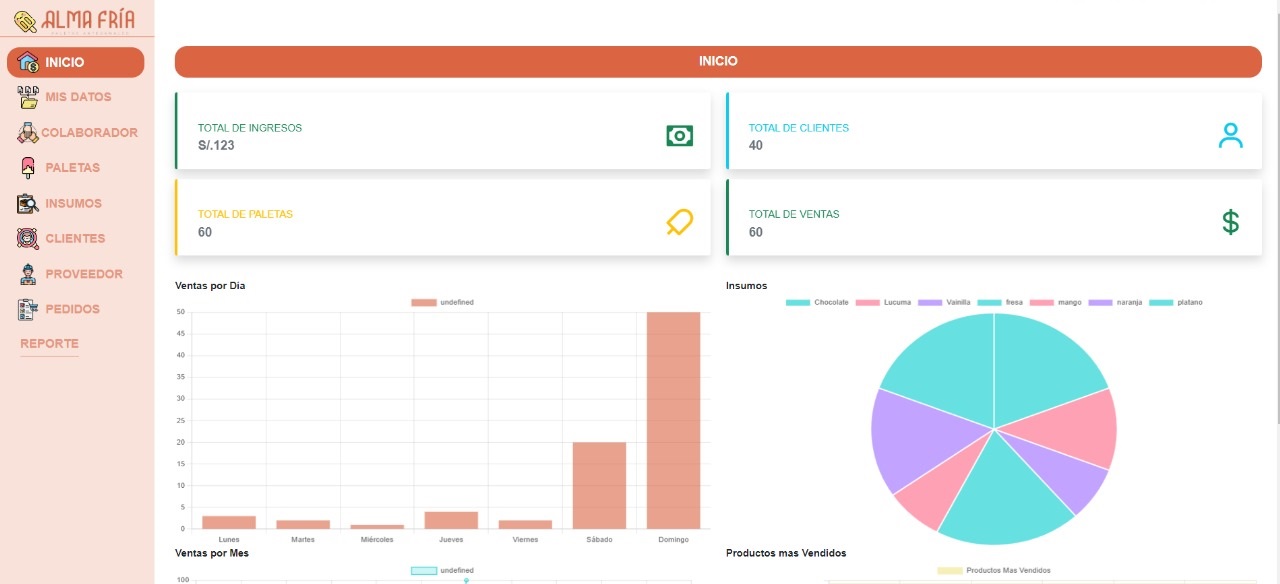 ALMA FRÍA
INICIO
MIS DATOS
COLABORADOR
PALETAS
INSUMOS
CLIENTES
PROVEEDOR
PEDIDOS
REPORTE
INICIO
TOTAL DE INGRESOS
S/.123
TOTAL DE CLIENTES
40
TOTAL DE PALETAS
60
TOTAL DE VENTAS
60
Ventas por Dia
undefined
50
45
40
35
30
25
20
15
10
5
0
Lunes Martes Miércoles Jueves Viernes Sábado Domingo
Insumos
Chocolate Lucuma Vainilla fresa mango naranja platano
Ventas por Mes
undefined
100
Productos mas Vendidos
Productos Mas Vendidos